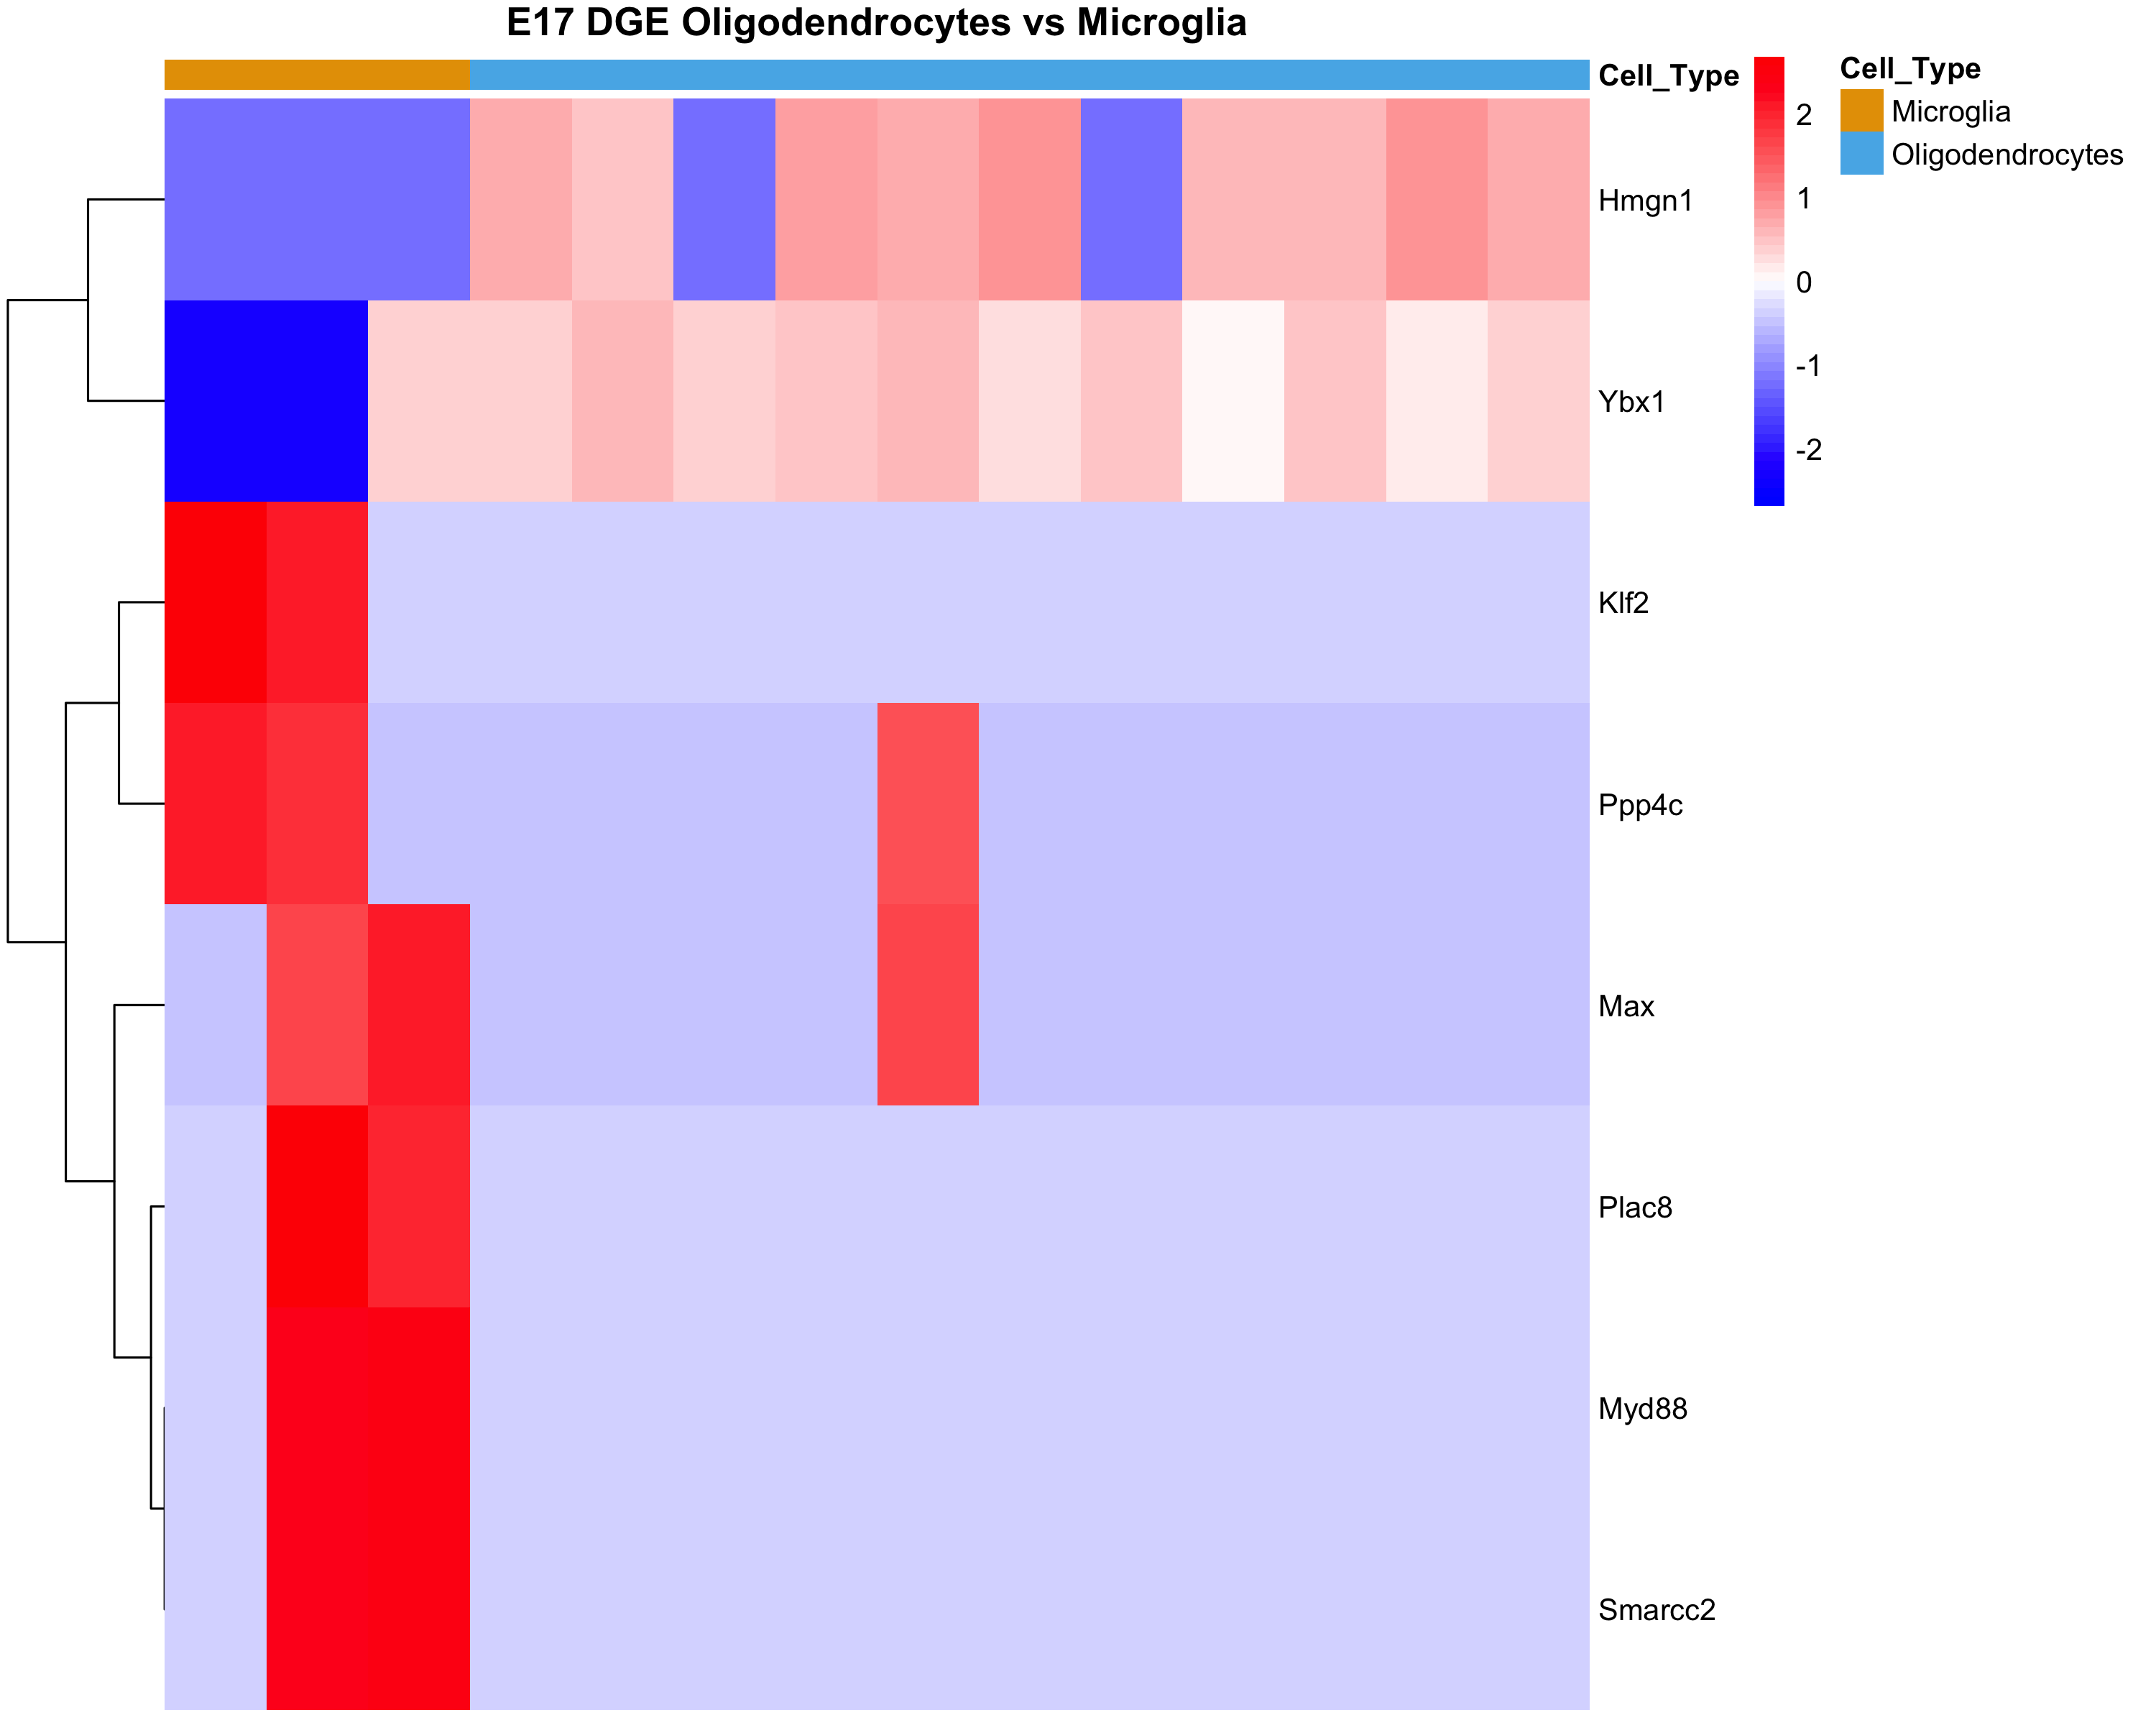 E17 DGE Oligodendrocytes vs Microglia
Cell_Type
Hmgn1
Ybx1
Klf2
Ppp4c
Max
Plac8
Myd88
Smarcc2
2
1
0
-1
-2
Cell_Type
Microglia
Oligodendrocytes